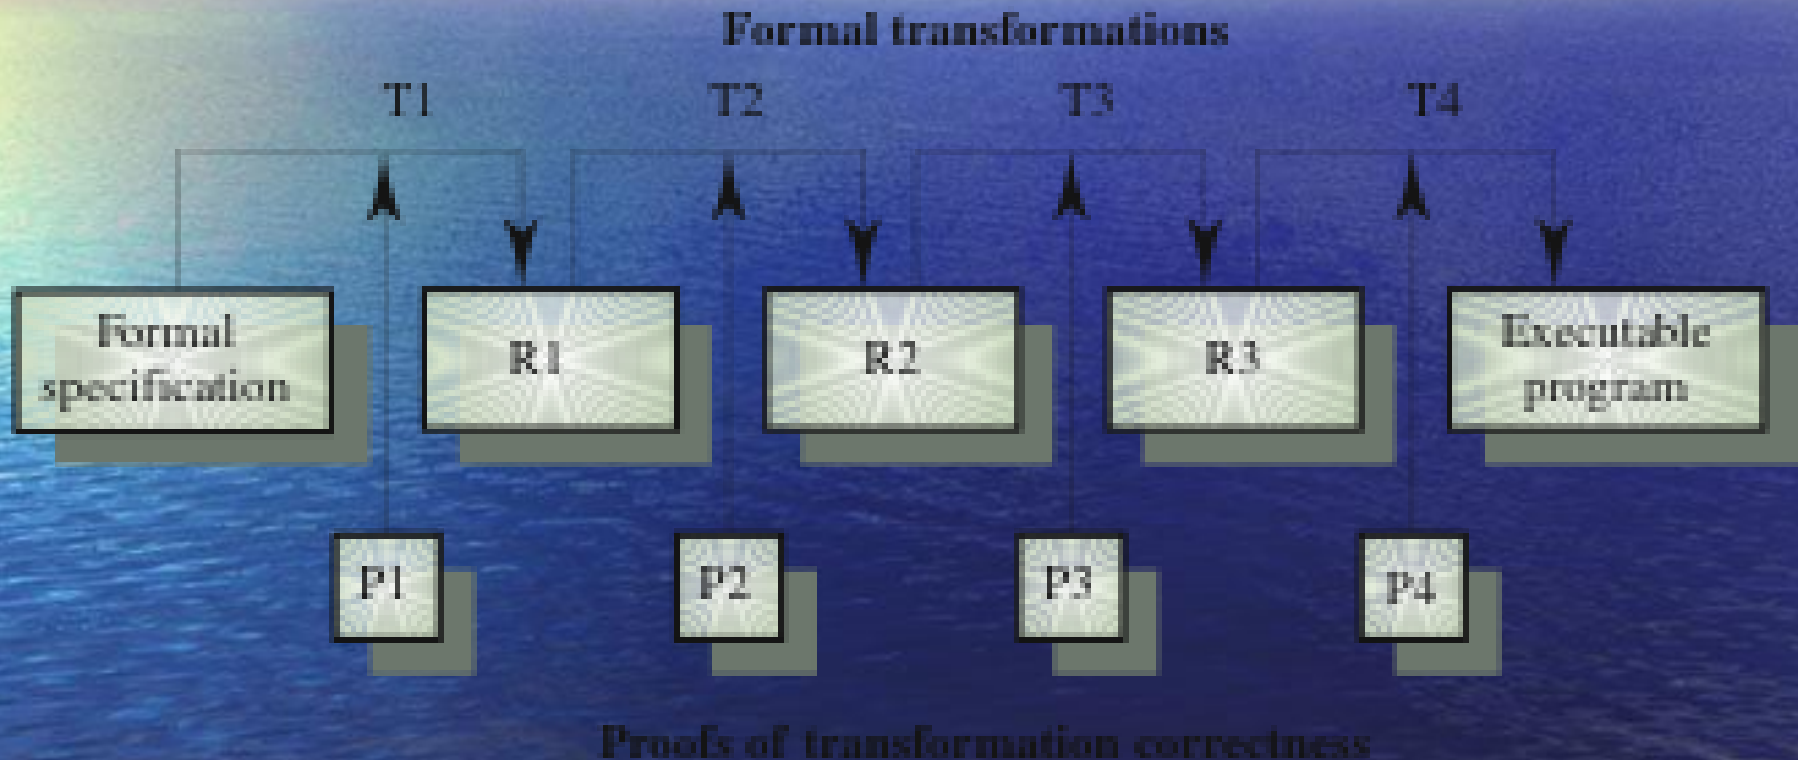 Formal transformations
T1 T2 T3 T4
Formal
specification
R1
R2
R3
Executable
program
P1 P2 P3 P4
Proofs of transformation correctness